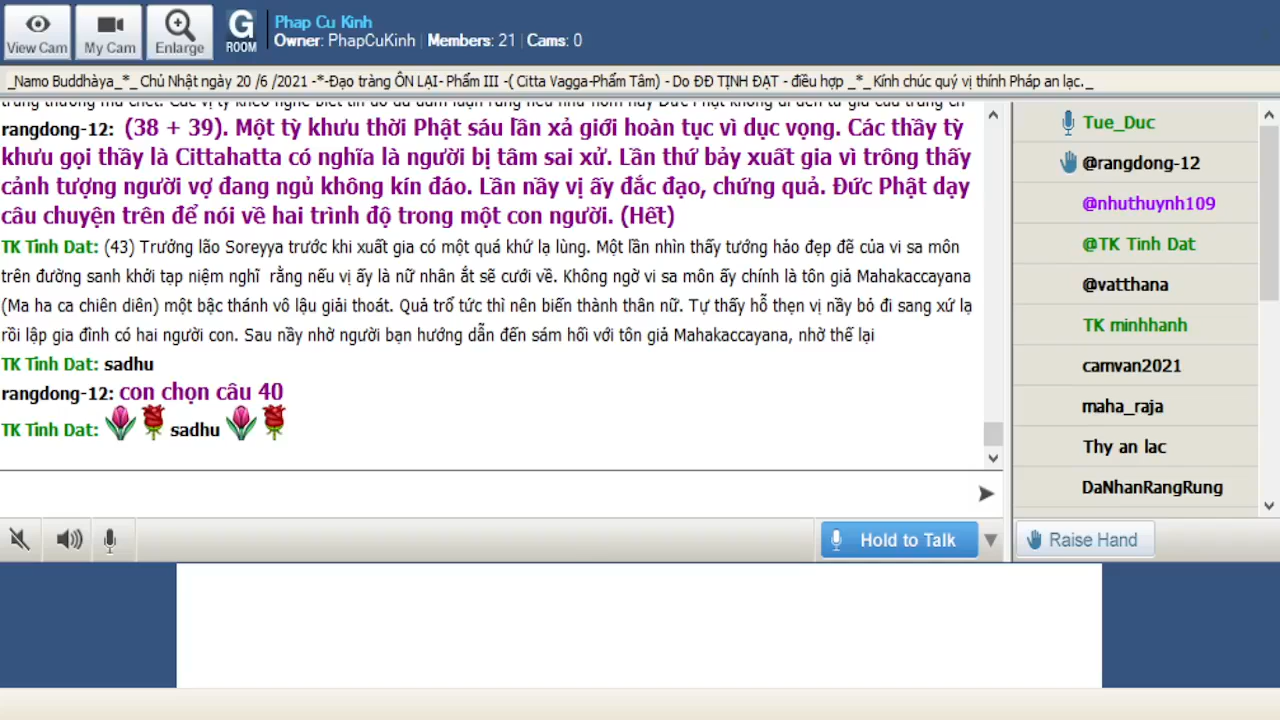 View Cam
My Cam
Enlarge
G
ROOM
Phap Cu Kinh
Owner: PhapCuKinh | Members: 21 | Cams: 0
_Namo Buddhàya_*_ Chủ Nhật ngày 20 /6 /2021 -*-Đạo tràng ÔN LẠI- Phẩm III -( Citta Vagga-Phẩm Tâm) - Do ĐĐ TỊNH ĐẠT - điều hợp _*_Kính chúc quý vị thính Pháp an lạc._
rangdong-12: (38 + 39). Một tỳ khưu thời Phật sáu lần xả giới hoàn tục vì dục vọng. Các thầy tỳ
khưu gọi thầy là Cittahatta có nghĩa là người bị tâm sai xử. Lần thứ bảy xuất gia vì trông thấy
cảnh tượng người vợ đang ngủ không kín đáo. Lần nầy vị ấy đắc đạo, chứng quả. Đức Phật dạy
câu chuyện trên để nói về hai trình độ trong một con người. (Hết)
TK Tinh Dat: (43) Trưởng lão Soreyya trước khi xuất gia có một quá khứ lạ lùng. Một lần nhìn thấy tướng hảo đẹp đẽ của vi sa môn
trên đường sanh khởi tạp niệm nghĩ rằng nếu vị ấy là nữ nhân ắt sẽ cưới về. Không ngờ vi sa môn ấy chính là tôn giả Mahakaccayana
(Ma ha ca chiên diên) một bậc thánh vô lậu giải thoát. Quả trổ tức thì nên biến thành thân nữ. Tự thấy hỗ thẹn vị nầy bỏ đi sang xứ lạ
rồi lập gia đình có hai người con. Sau nầy nhờ người bạn hướng dẫn đến sám hối với tôn giả Mahakaccayana, nhờ thế lại
TK Tinh Dat: sadhu
rangdong-12: con chọn câu 40
TK Tinh Dat: sadhu
Tue_Duc
@rangdong-12
@nhuthuynh109
@TK Tinh Dat
@vatthana
TK minhhanh
camvan2021
maha_raja
Thy an lac
DaNhanRangRung
Hold to Talk
Raise Hand